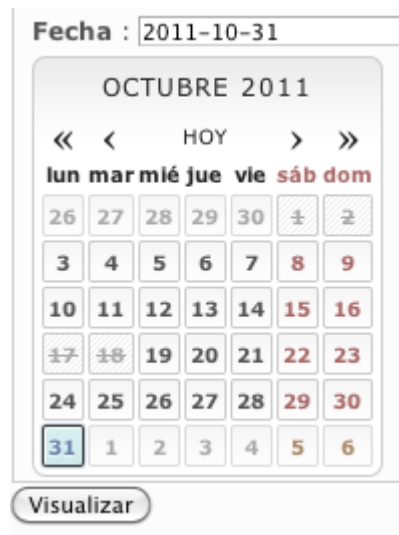 Fecha : 2011-10-31
OCTUBRE 2011
« ‹ HOY › »
lun mar mié jue vie sáb dom
26 27 28 29 30 1 2
3 4 5 6 7 8 9
10 11 12 13 14 15 16
17 18 19 20 21 22 23
24 25 26 27 28 29 30
31 1 2 3 4 5 6
Visualizar